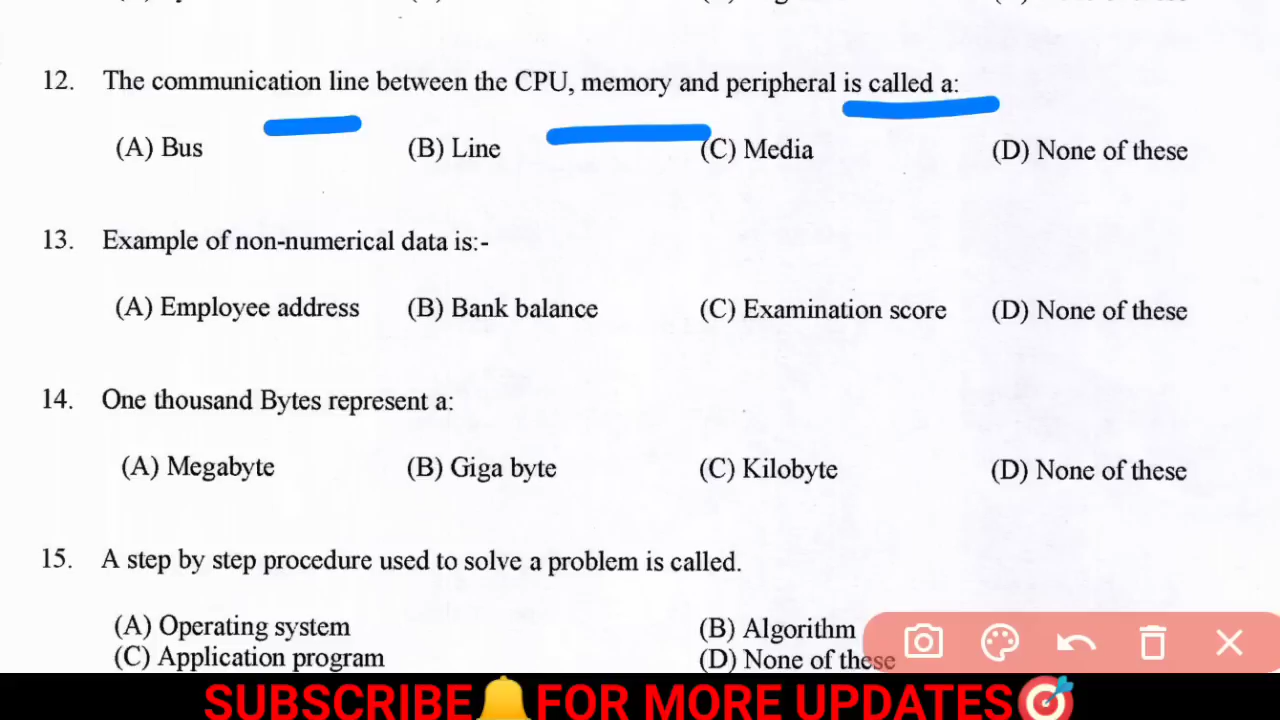 12. The communication line between the CPU, memory and peripheral is called a:
(A) Bus (B) Line (C) Media (D) None of these
13. Example of non-numerical data is:-
(A) Employee address (B) Bank balance (C) Examination score (D) None of these
14. One thousand Bytes represent a:
(A) Megabyte (B) Giga byte (C) Kilobyte (D) None of these
15. A step by step procedure used to solve a problem is called.
(A) Operating system (B) Algorithm
(C) Application program (D) None of these
SUBSCRIBE🔔FOR MORE UPDATES🎯